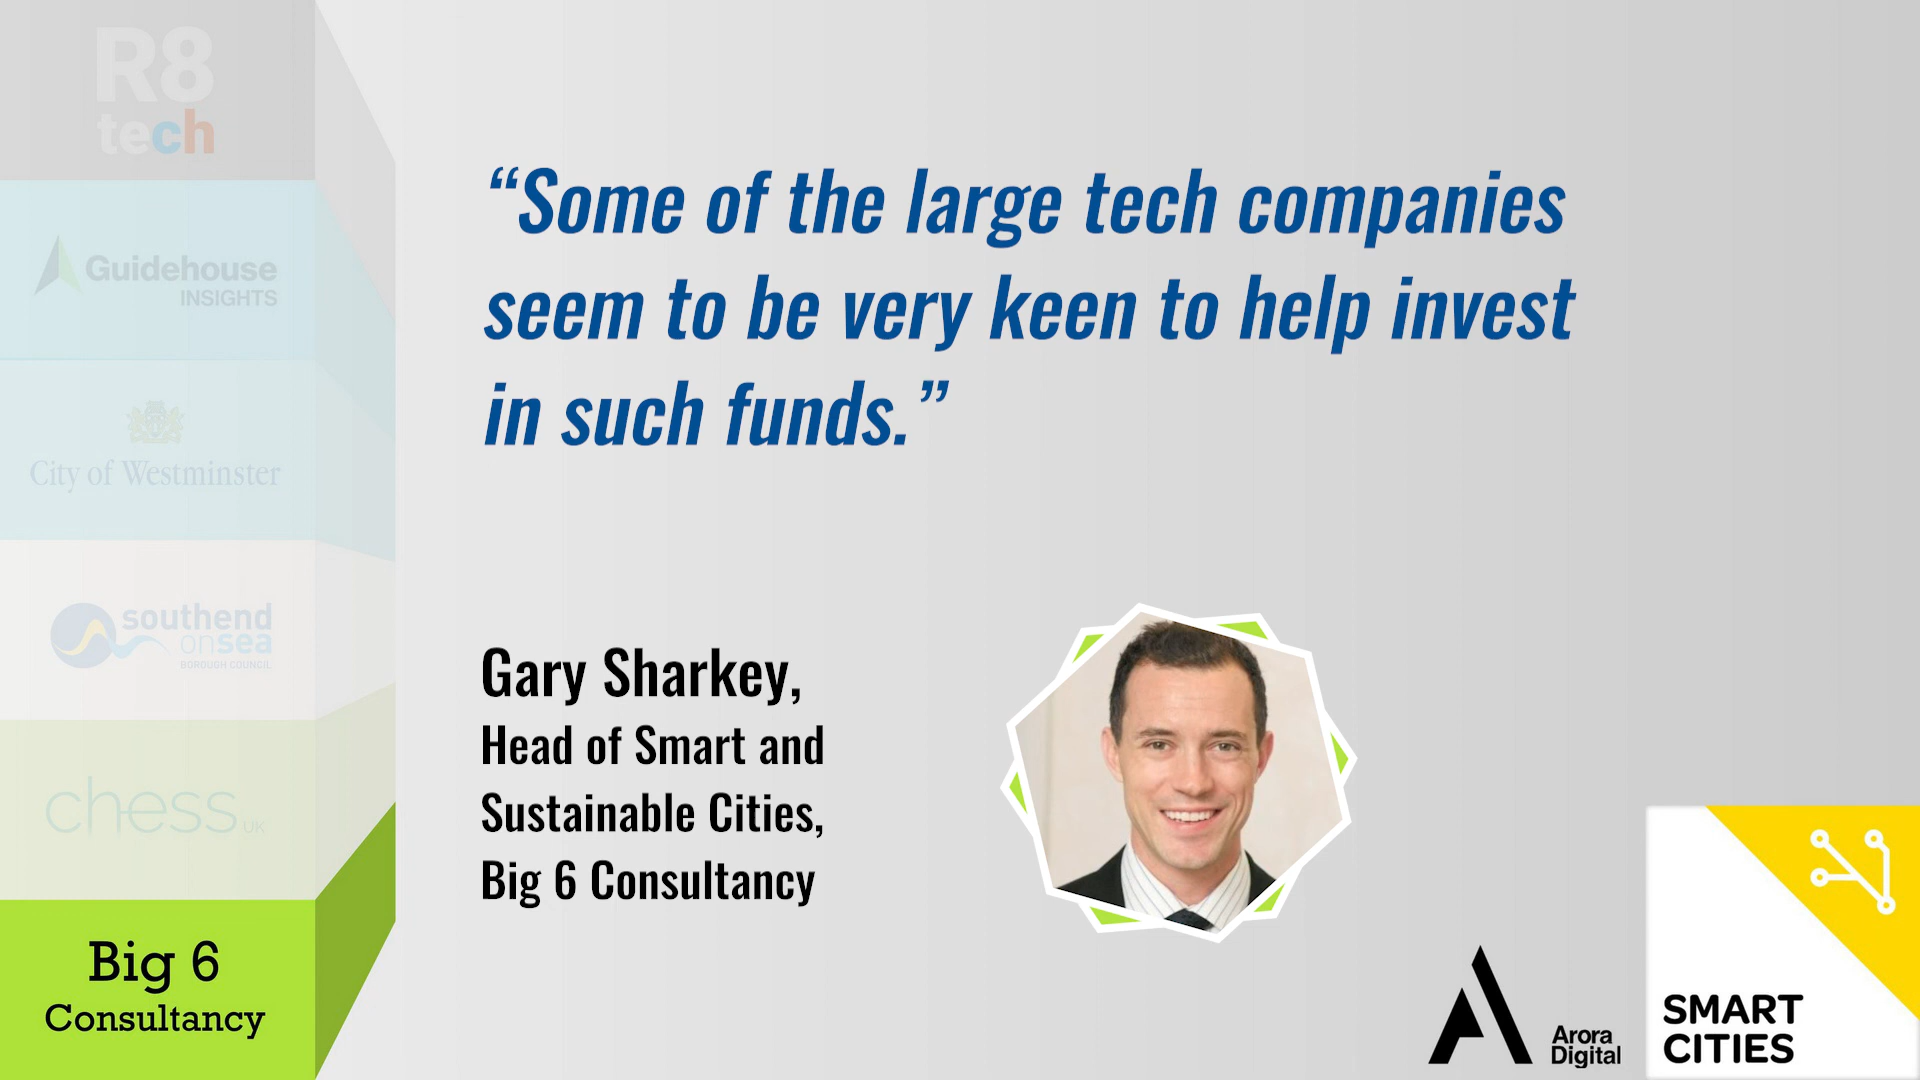 R8
tech
Guidehouse
INSIGHTS
City of Westminster
southend
onsea
BOROUGH COUNCIL
chess UK
Big 6
Consultancy
“Some of the large tech companies
seem to be very keen to help invest
in such funds.”
Gary Sharkey,
Head of Smart and
Sustainable Cities,
Big 6 Consultancy
Arora
Digital
SMART
CITIES